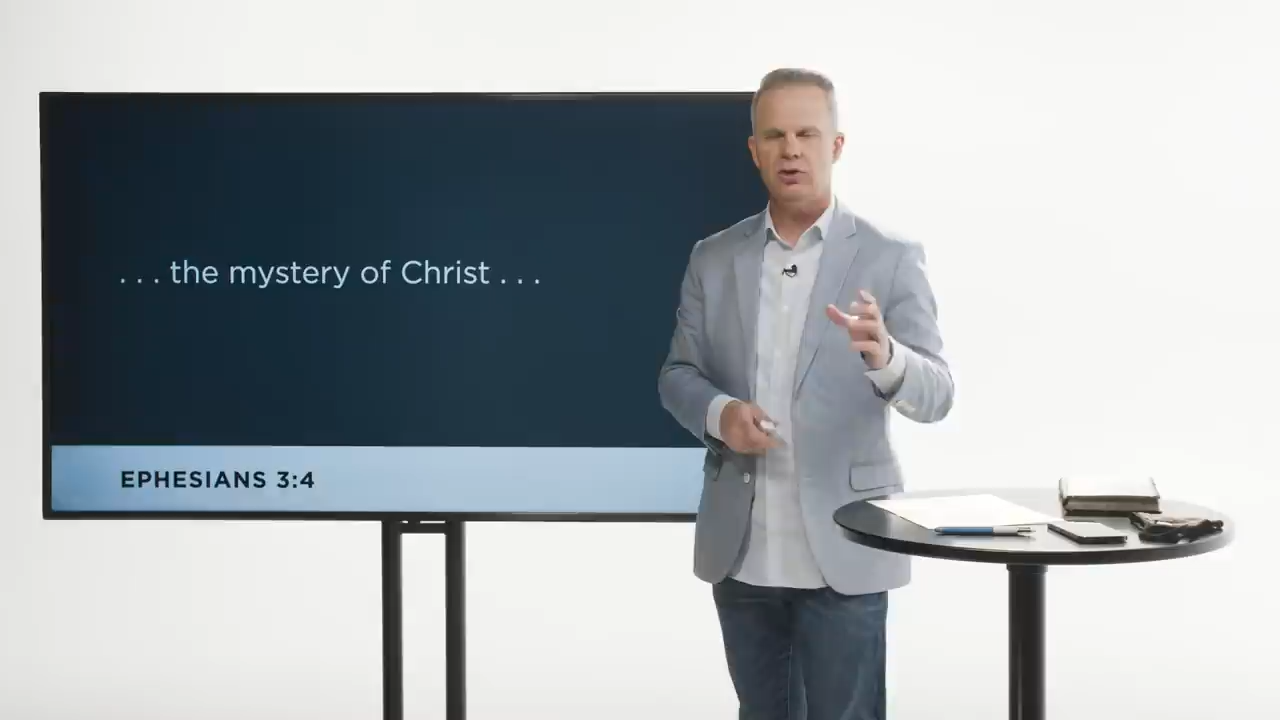 . . . the mystery of Christ . . .
EPHESIANS 3:4